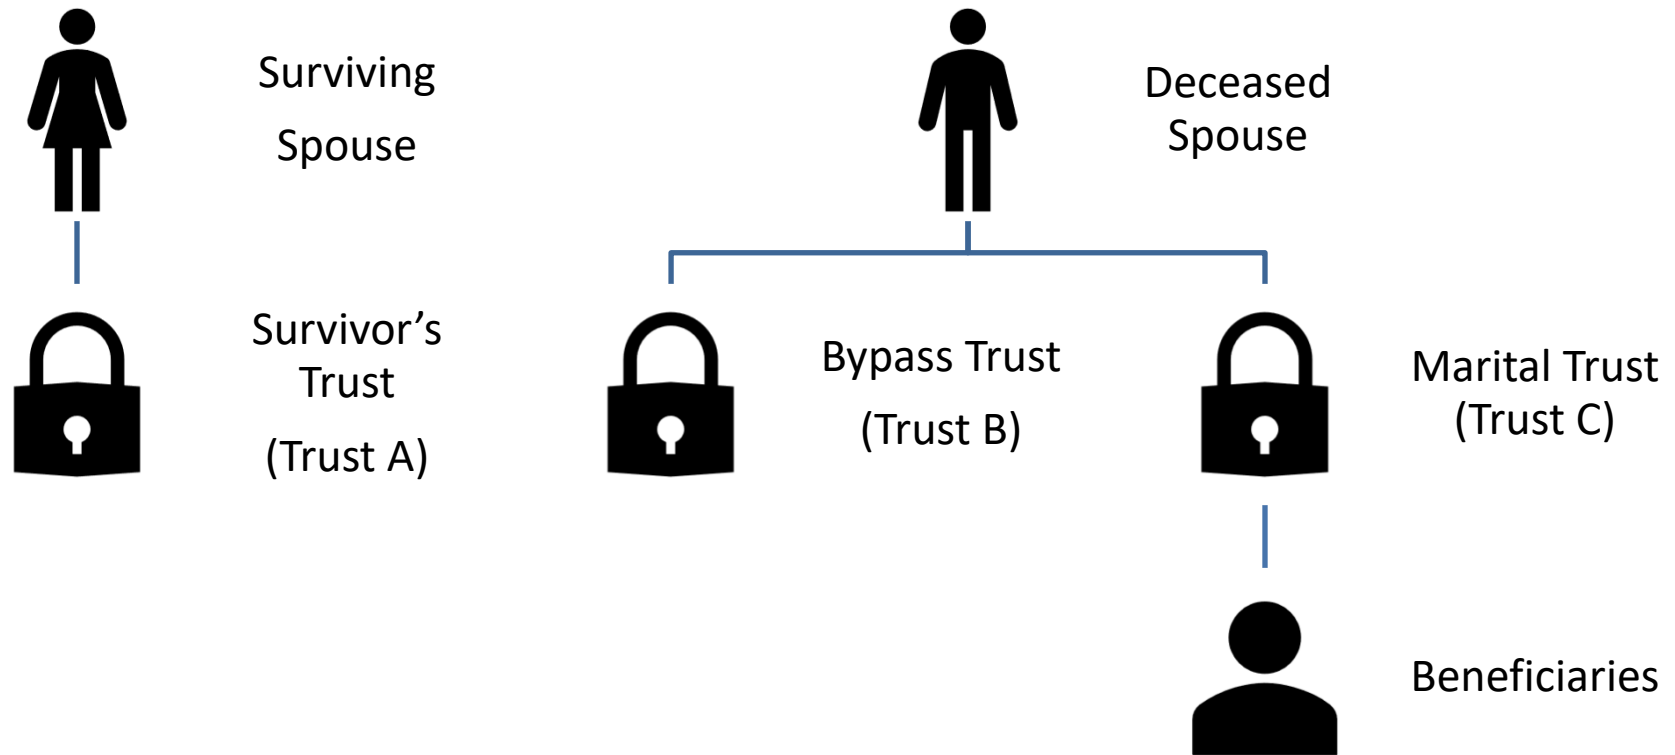 Surviving
Spouse
Deceased
Spouse
Survivor’s
Trust
(Trust A)
Bypass Trust
(Trust B)
Marital Trust
(Trust C)
Beneficiaries